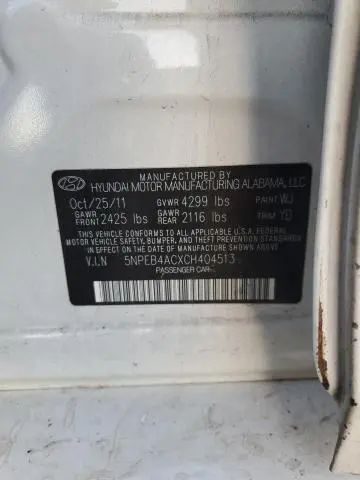 MANUFACTURED BY
HYUNDAI MOTOR MANUFACTURING ALABAMA, LLC
Oct/25/11 GVWR 4299 lbs PAINT WJ
GAWR FRONT 2425 lbs GAWR REAR 2116 lbs TRIM YD
THIS VEHICLE CONFORMS TO ALL APPLICABLE U.S.A. FEDERAL
MOTOR VEHICLE SAFETY, BUMPER, AND THEFT PREVENTION
STANDARDS IN EFFECT ON THE DATE OF MANUFACTURE SHOWN ABOVE
V.I.N 5NPEB4ACXCH404513
PASSENGER CAR